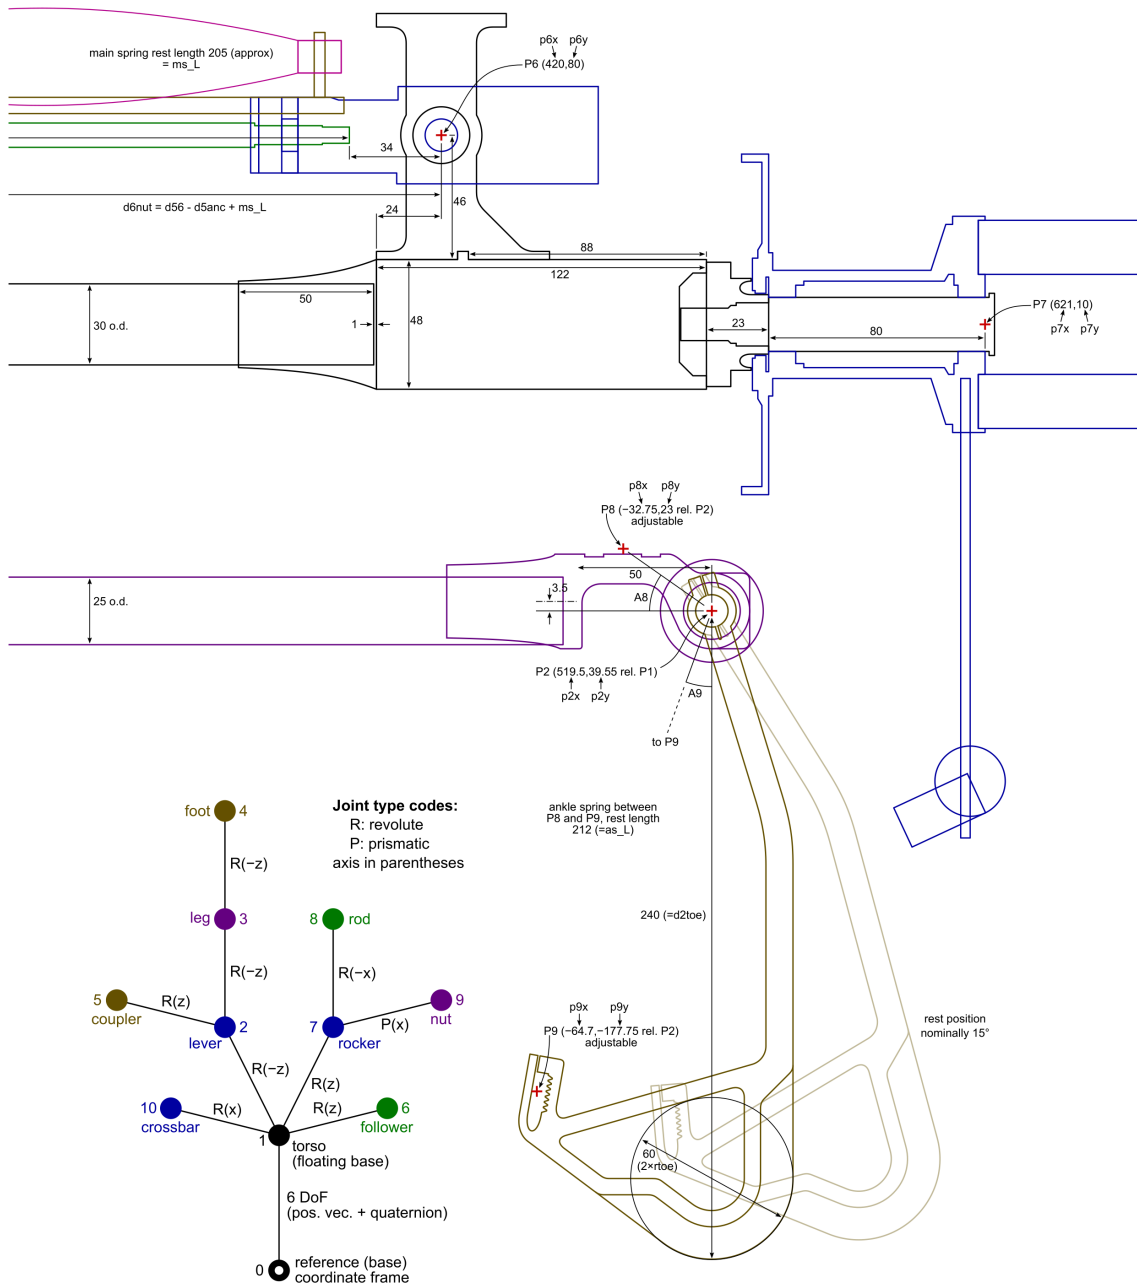 main spring rest length 205 (approx)
= ms_L
p6x p6y
P6 (420,80)
34
46
d6nut = d56 - d5anc + ms_L
24
88
122
50
30 o.d.
1
48
23
80
P7 (621,10)
p7x p7y
p8x p8y
P8 (−32.75,23 rel. P2)
adjustable
50
3.5
A8
25 o.d.
P2 (519.5,39.55 rel. P1)
p2x p2y
A9
to P9
ankle spring between
P8 and P9, rest length
212 (=as_L)
240 (=d2toe)
p9x p9y
P9 (−64.7,−177.75 rel. P2)
adjustable
rest position
nominally 15°
60
(2×rtoe)
Joint type codes:
R: revolute
P: prismatic
axis in parentheses
foot 4
R(−z)
leg 3
8 rod
R(−z)
R(−x)
5
coupler
R(z)
2
lever
7
rocker
P(x)
9
nut
R(−z)
R(z)
10
crossbar
R(x)
R(z)
6
follower
1
torso
(floating base)
6 DoF
(pos. vec. + quaternion)
0
reference (base)
coordinate frame